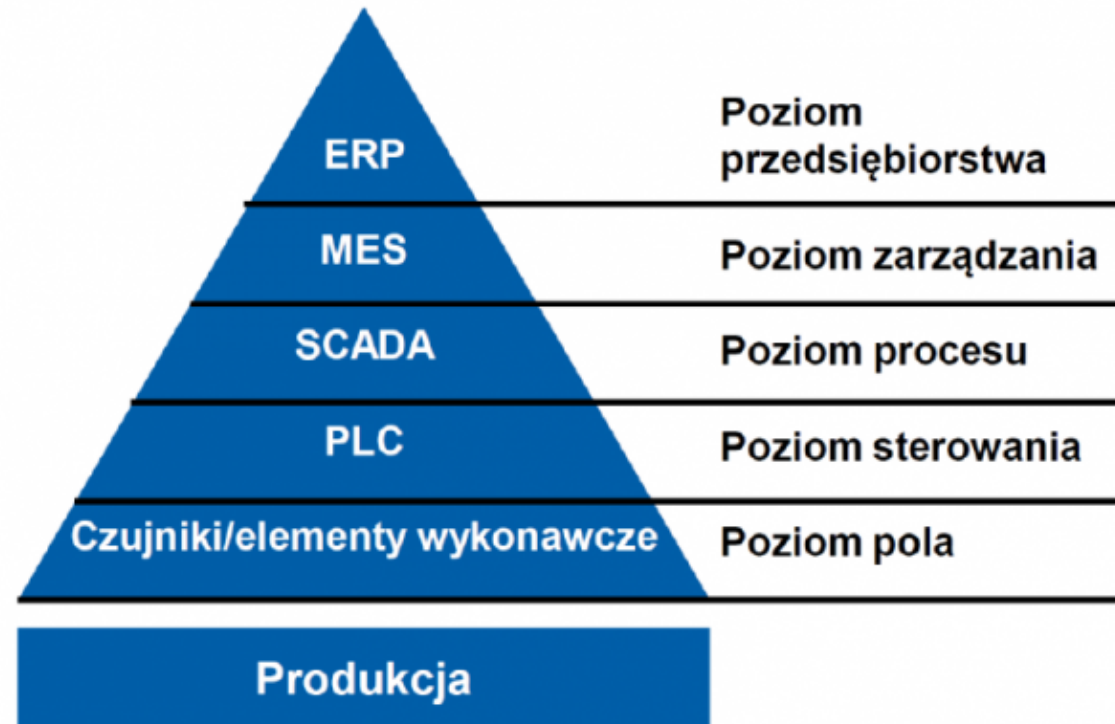 ERP
Poziom
przedsiębiorstwa
MES
Poziom zarządzania
SCADA
Poziom procesu
PLC
Poziom sterowania
Czujniki/elementy wykonawcze
Poziom pola
Produkcja